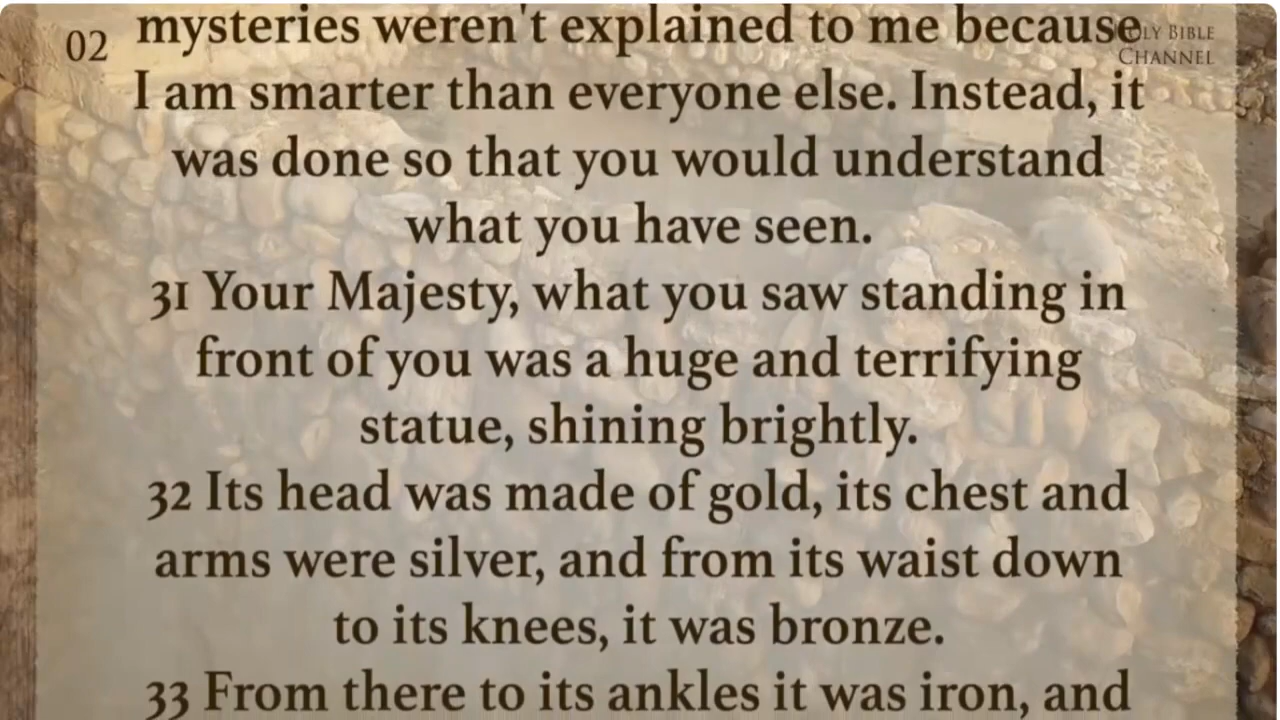 02
mysteries weren't explained to me because
HOLY BIBLE
CHANNEL
I am smarter than everyone else. Instead, it
was done so that you would understand
what you have seen.
31 Your Majesty, what you saw standing in
front of you was a huge and terrifying
statue, shining brightly.
32 Its head was made of gold, its chest and
arms were silver, and from its waist down
to its knees, it was bronze.
33 From there to its ankles it was iron, and